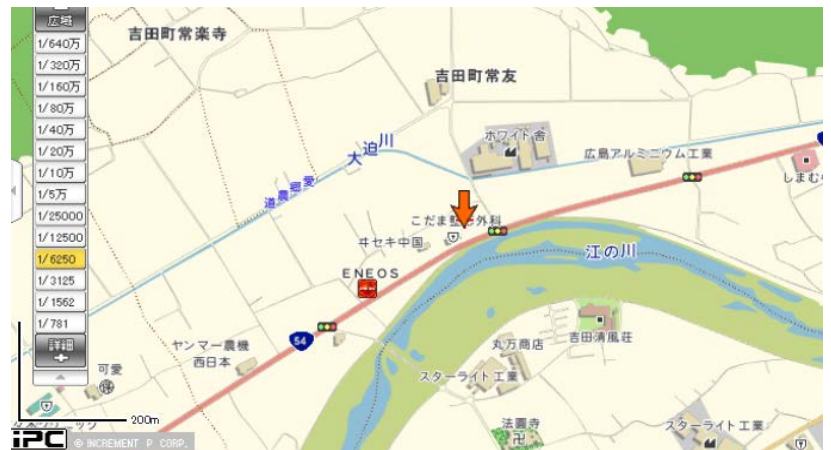 広域
1/640万
1/320万
1/160万
1/80万
1/40万
1/20万
1/10万
1/5万
1/25000
1/12500
1/6250
1/3125
1/1562
1/781
詳細
吉田町常楽寺
吉田町常友
大迫川
愛郷農道
ホワイト舎
広島アルミニウム工業
しまむら
こだま整形外科
ヰセキ中国
ENEOS
江の川
54
ヤンマー農機
西日本
可愛
丸万商店
吉田清風荘
スターライト工業
法圓寺
スターライト工業
200m
iPC © INCREMENT P CORP.